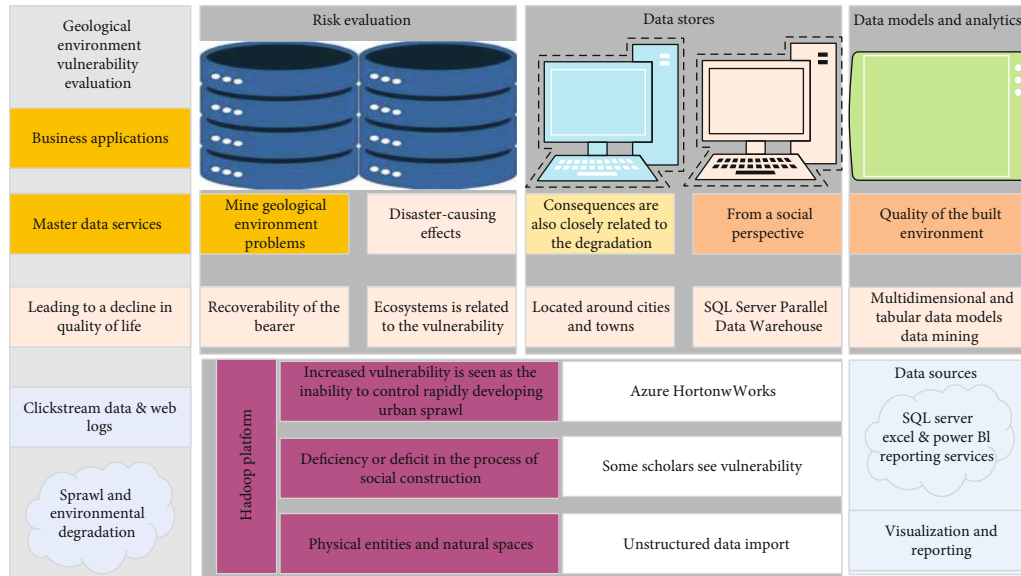 Geological
environment
vulnerability
evaluation
Business applications
Master data services
Leading to a decline in
quality of life
Clickstream data & web
logs
Sprawl and
environmental
degradation
Risk evaluation
Mine geological
environment
problems
Disaster-causing
effects
Recoverability of the
bearer
Ecosystems is related
to the vulnerability
Data stores
Consequences are
also closely related to
the degradation
From a social
perspective
Located around cities
and towns
SQL Server Parallel
Data Warehouse
Data models and analytics
Quality of the built
environment
Multidimensional and
tabular data models
data mining
Hadoop platform
Increased vulnerability is seen as the
inability to control rapidly developing
urban sprawl
Azure HortonwWorks
Deficiency or deficit in the process of
social construction
Some scholars see vulnerability
Physical entities and natural spaces
Unstructured data import
Data sources
SQL server
excel & power Bl
reporting services
Visualization and
reporting